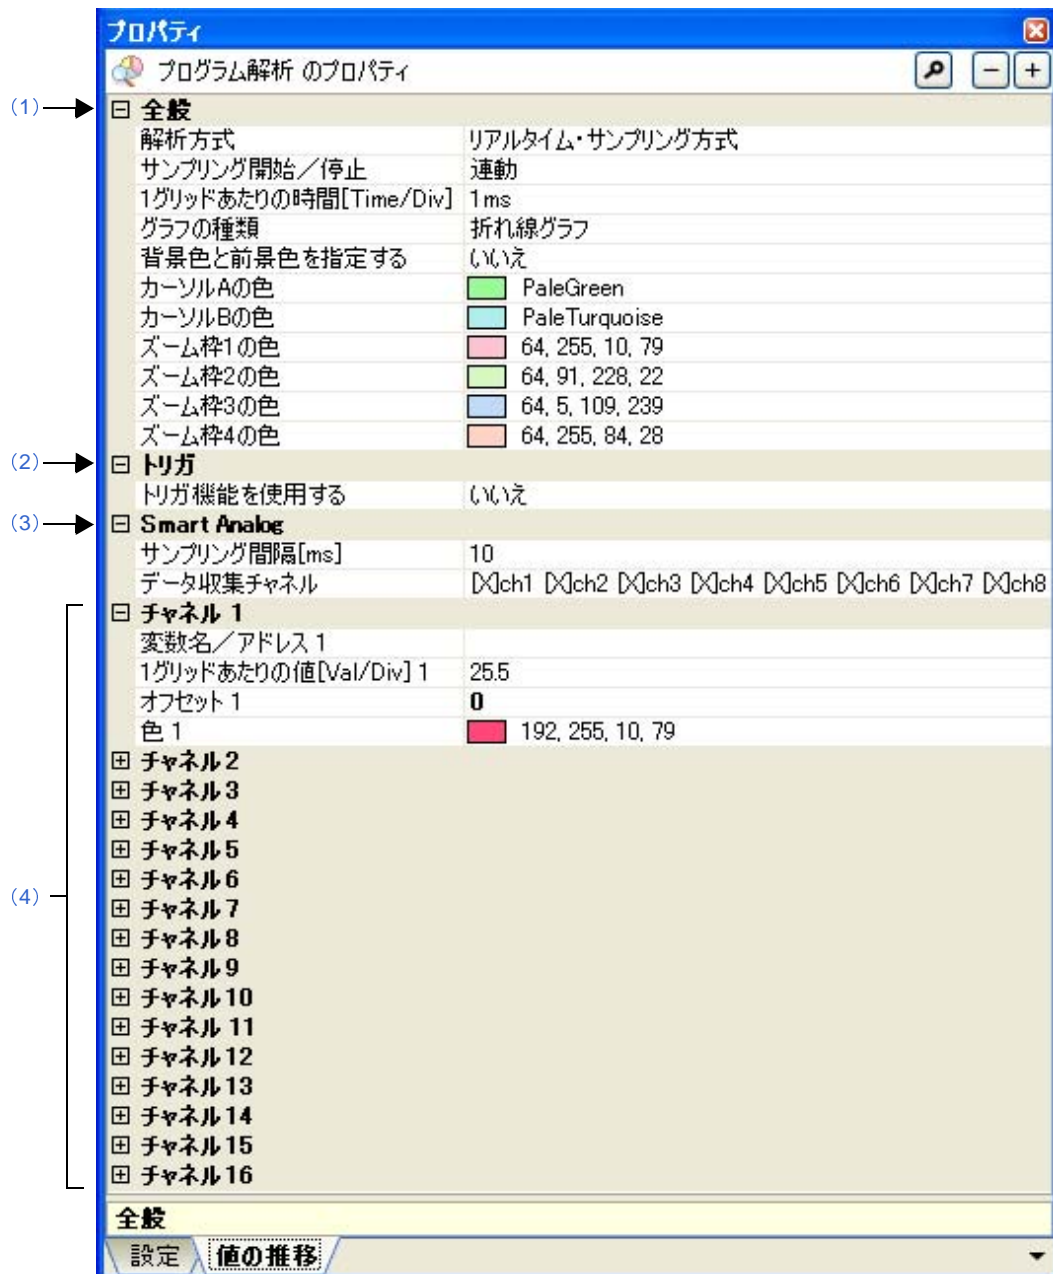 プロパティ
プログラム解析 のプロパティ
(1) 全般
解析方式 リアルタイム・サンプリング方式
サンプリング開始／停止 連動
1グリッドあたりの時間[Time/Div] 1ms
グラフの種類 折れ線グラフ
背景色と前景色を指定する いいえ
カーソルAの色 PaleGreen
カーソルBの色 PaleTurquoise
ズーム枠1の色 64, 255, 10, 79
ズーム枠2の色 64, 91, 228, 22
ズーム枠3の色 64, 5, 109, 239
ズーム枠4の色 64, 255, 84, 28
(2) トリガ
トリガ機能を使用する いいえ
(3) Smart Analog
サンプリング間隔[ms] 10
データ収集チャネル [X]ch1 [X]ch2 [X]ch3 [X]ch4 [X]ch5 [X]ch6 [X]ch7 [X]ch8
チャネル 1
変数名／アドレス 1
1グリッドあたりの値[Val/Div] 1 25.5
オフセット 1 0
色 1 192, 255, 10, 79
チャネル 2
チャネル 3
チャネル 4
チャネル 5
チャネル 6
(4) チャネル 7
チャネル 8
チャネル 9
チャネル 10
チャネル 11
チャネル 12
チャネル 13
チャネル 14
チャネル 15
チャネル 16
全般
設定 値の推移